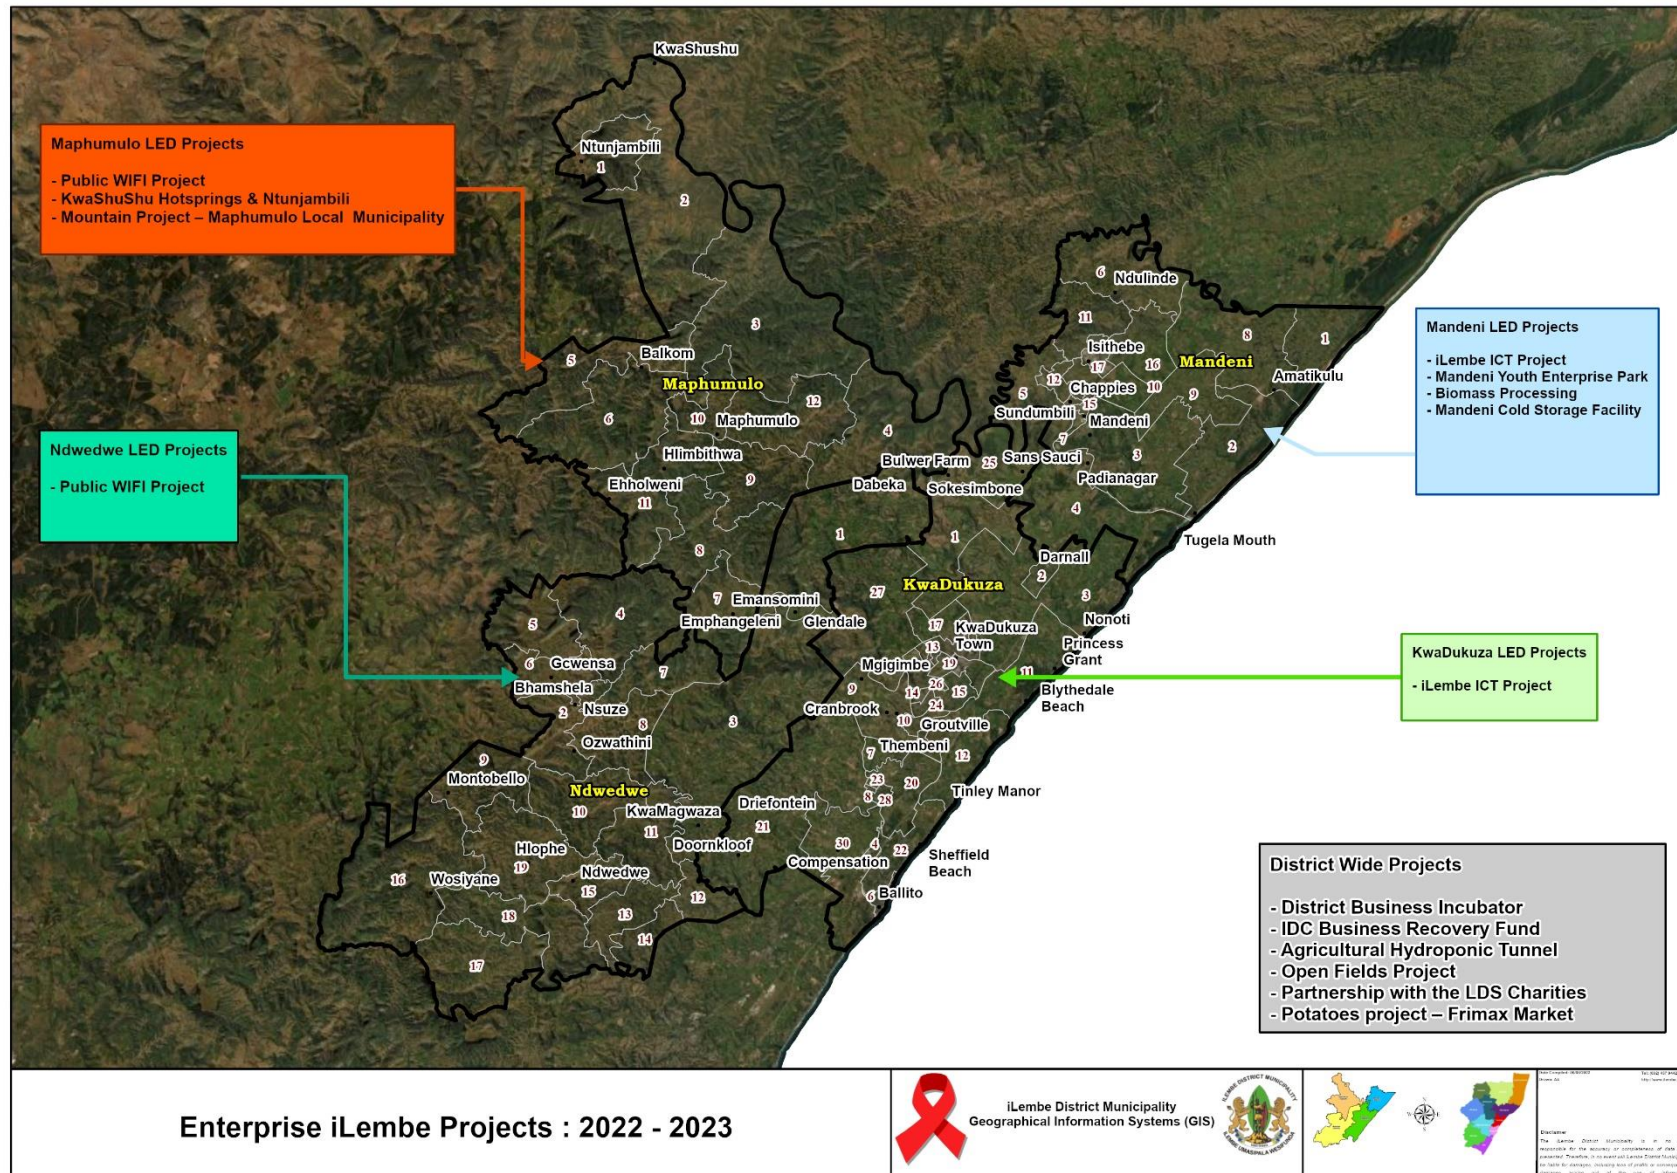 KwaShushu
Maphumulo LED Projects
- Public WIFI Project
- KwaShuShu Hotsprings & Ntunjambili
- Mountain Project – Maphumulo Local Municipality
Ntunjambili
1
2
6
Ndulinde
11
3
8
1
Isithebe
17
16
Mandeni
Mandeni LED Projects
- iLembe ICT Project
- Mandeni Youth Enterprise Park
- Biomass Processing
- Mandeni Cold Storage Facility
5
Balkom
Maphumulo
12
Chappies
10
9
Amatikulu
5
Sundumbili
15
Mandeni
6
10
Maphumulo
12
4
7
3
2
Ndwedwe LED Projects
- Public WIFI Project
Hlimbithwa
Bulwer Farm
25
Sans Sauci
Padianagar
Ehholweni
9
Dabeka
Sokesimbone
11
4
8
1
1
Tugela Mouth
Darnall
2
KwaDukuza
27
3
5
4
7
Emansomini
Emphangeleni
Glendale
Nonoti
17
KwaDukuza
Town
Princess
Grant
13
6
Gcwensa
7
Mgigimbe
19
11
KwaDukuza LED Projects
- iLembe ICT Project
Bhamshela
9
14
26
15
Blythedale
Beach
2
Nsuze
8
3
Cranbrook
24
10
Groutville
Ozwathini
Thembeni
7
12
9
Montobello
23
20
Ndwedwe
8
28
Tinley Manor
10
KwaMagwaza
Driefontein
11
21
Doornkloof
30
4
22
Sheffield
Beach
Hlophe
19
Compensation
16
Wosiyane
Ndwedwe
15
12
6
Ballito
18
13
14
17
District Wide Projects
- District Business Incubator
- IDC Business Recovery Fund
- Agricultural Hydroponic Tunnel
- Open Fields Project
- Partnership with the LDS Charities
- Potatoes project – Frimax Market
Enterprise iLembe Projects : 2022 - 2023
iLembe District Municipality
Geographical Information Systems (GIS)
ILEMBE DISTRICT MUNICIPALITY
ILEMBE UMASIPALA WESIFUNDA
Disclaimer